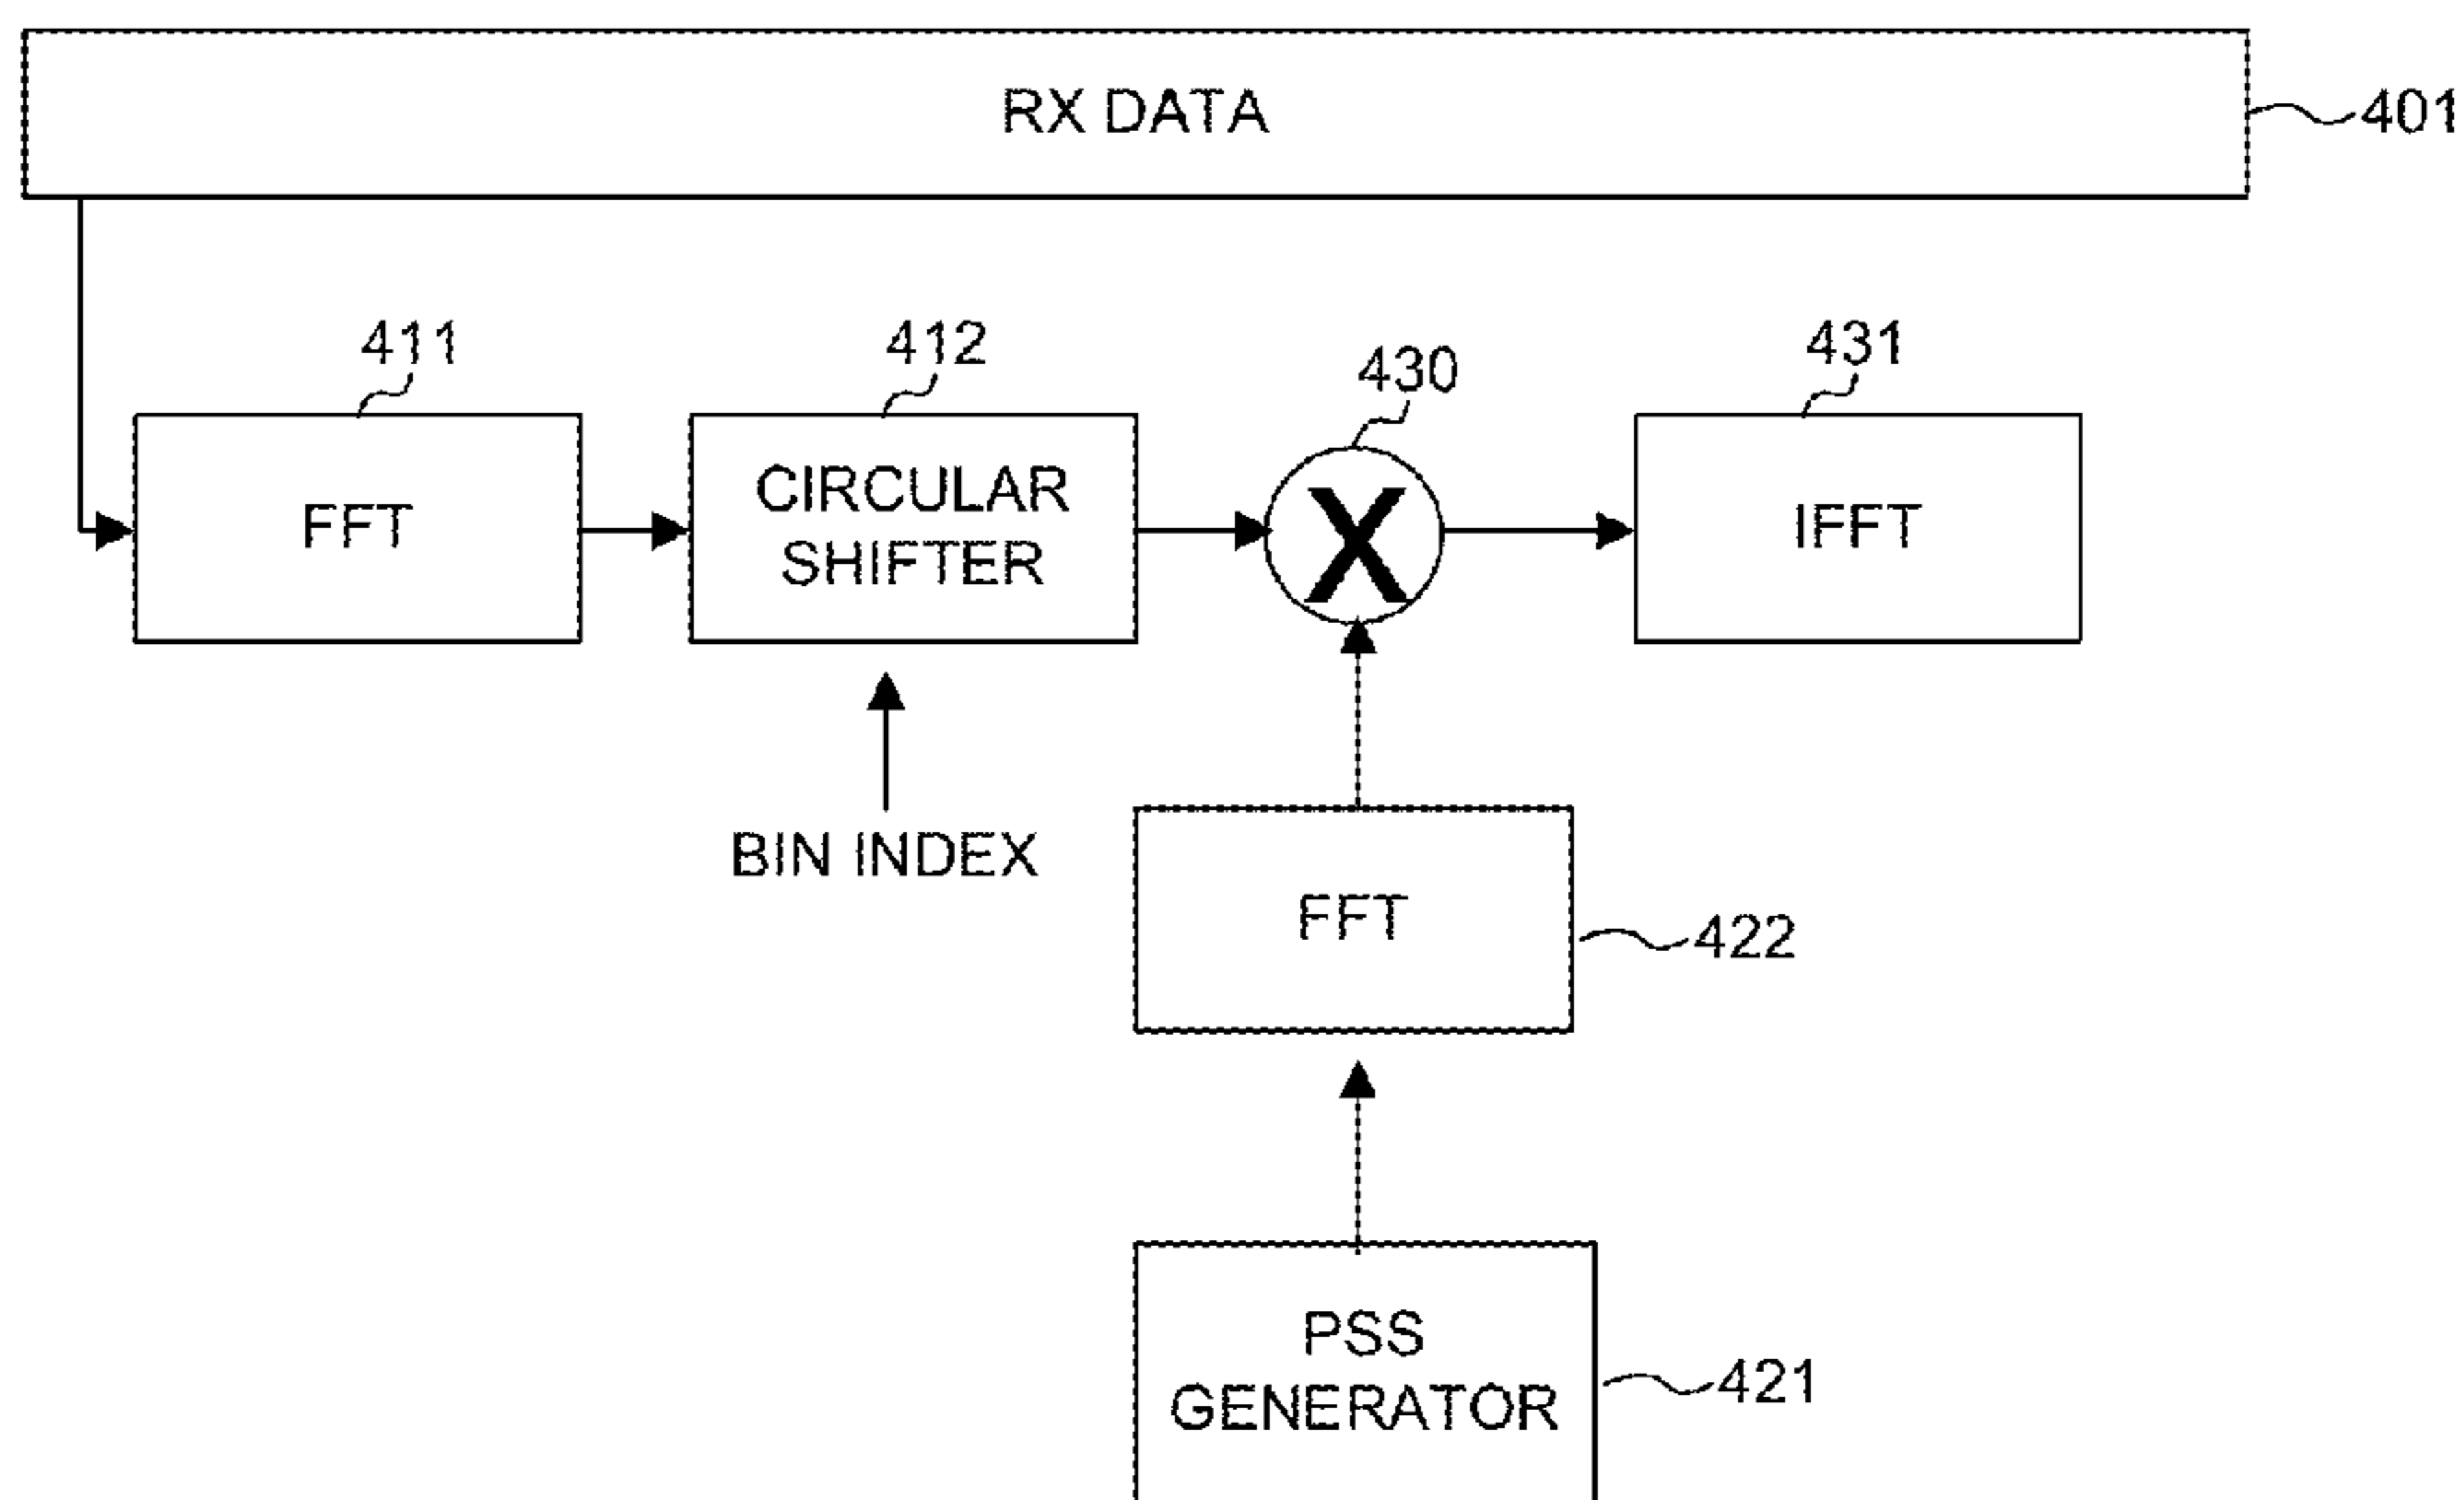 RX DATA
401
411
412
430
431
FFT
CIRCULAR
SHIFTER
X
IFFT
BIN INDEX
FFT
422
PSS
GENERATOR
421